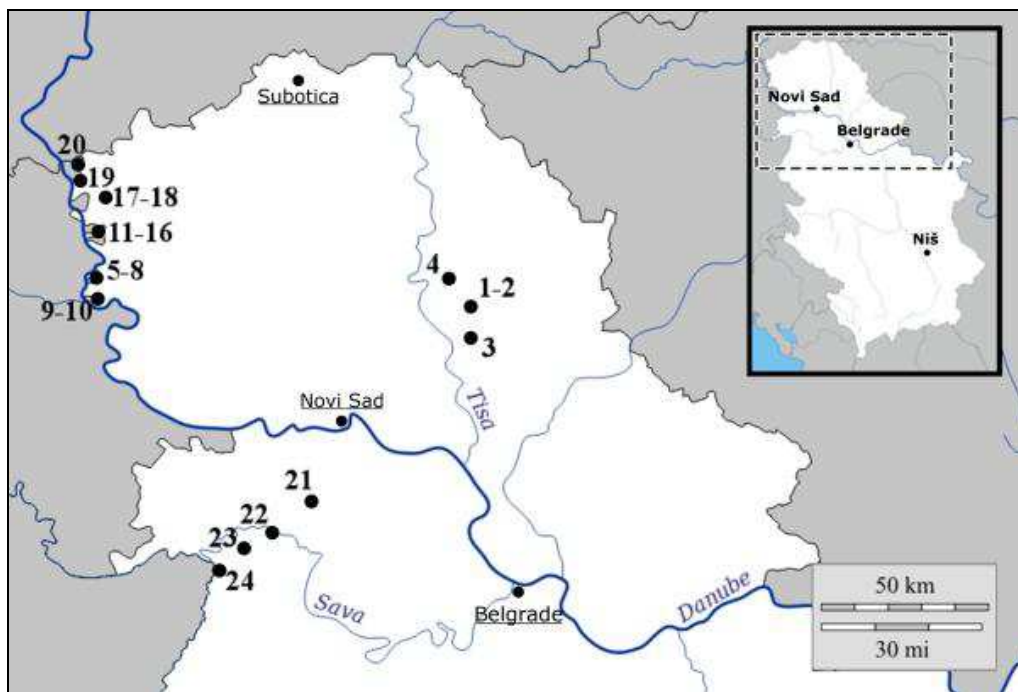 Subotica
Novi Sad
Belgrade
Niš
20
19
17-18
11-16
5-8
9-10
4
1-2
3
Tisa
Novi Sad
21
22
23
24
Sava
Belgrade
Danube
50 km
30 mi